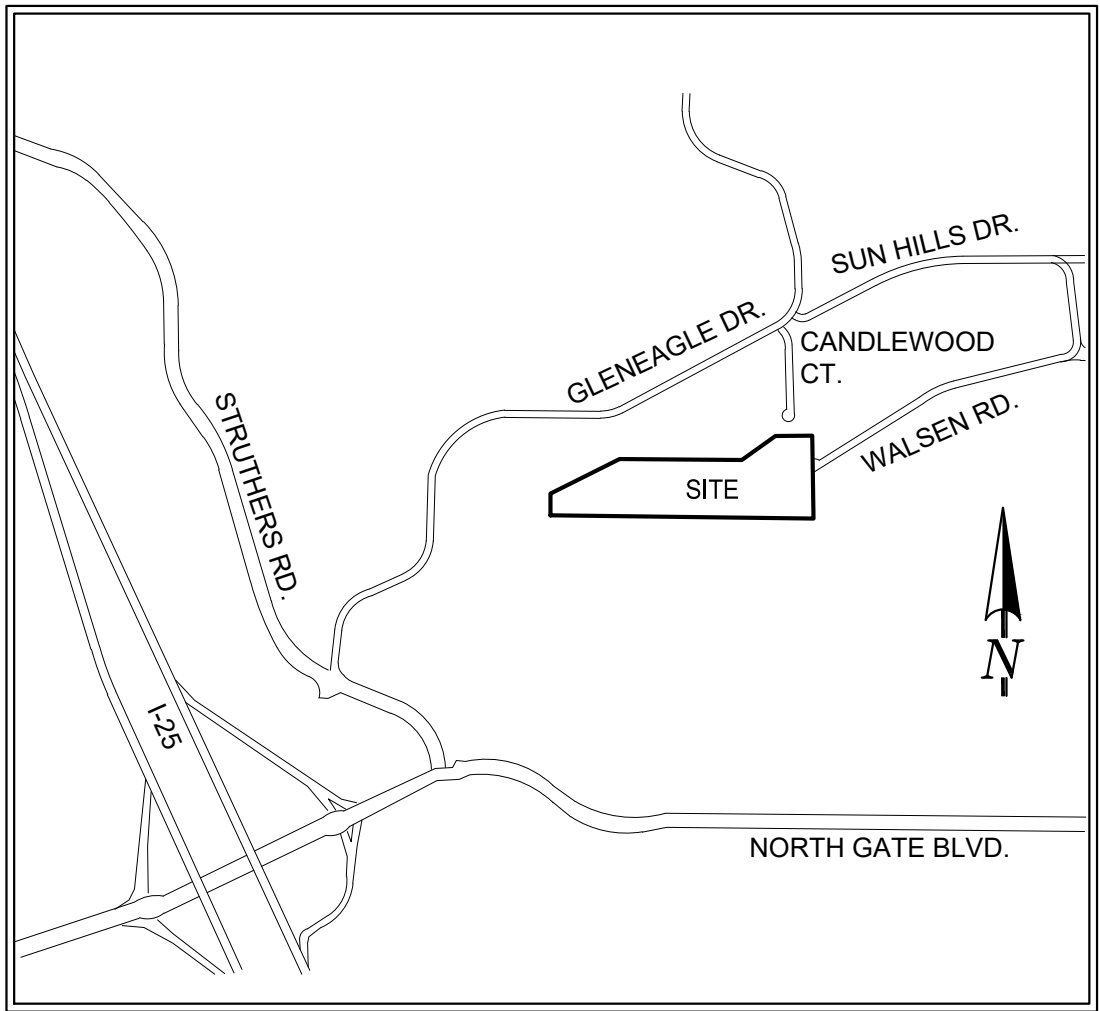 SUN HILLS DR.
GLENEAGLE DR.
CANDLEWOOD
CT.
STRUTHERS RD.
WALSEN RD.
SITE
N
I-25
NORTH GATE BLVD.